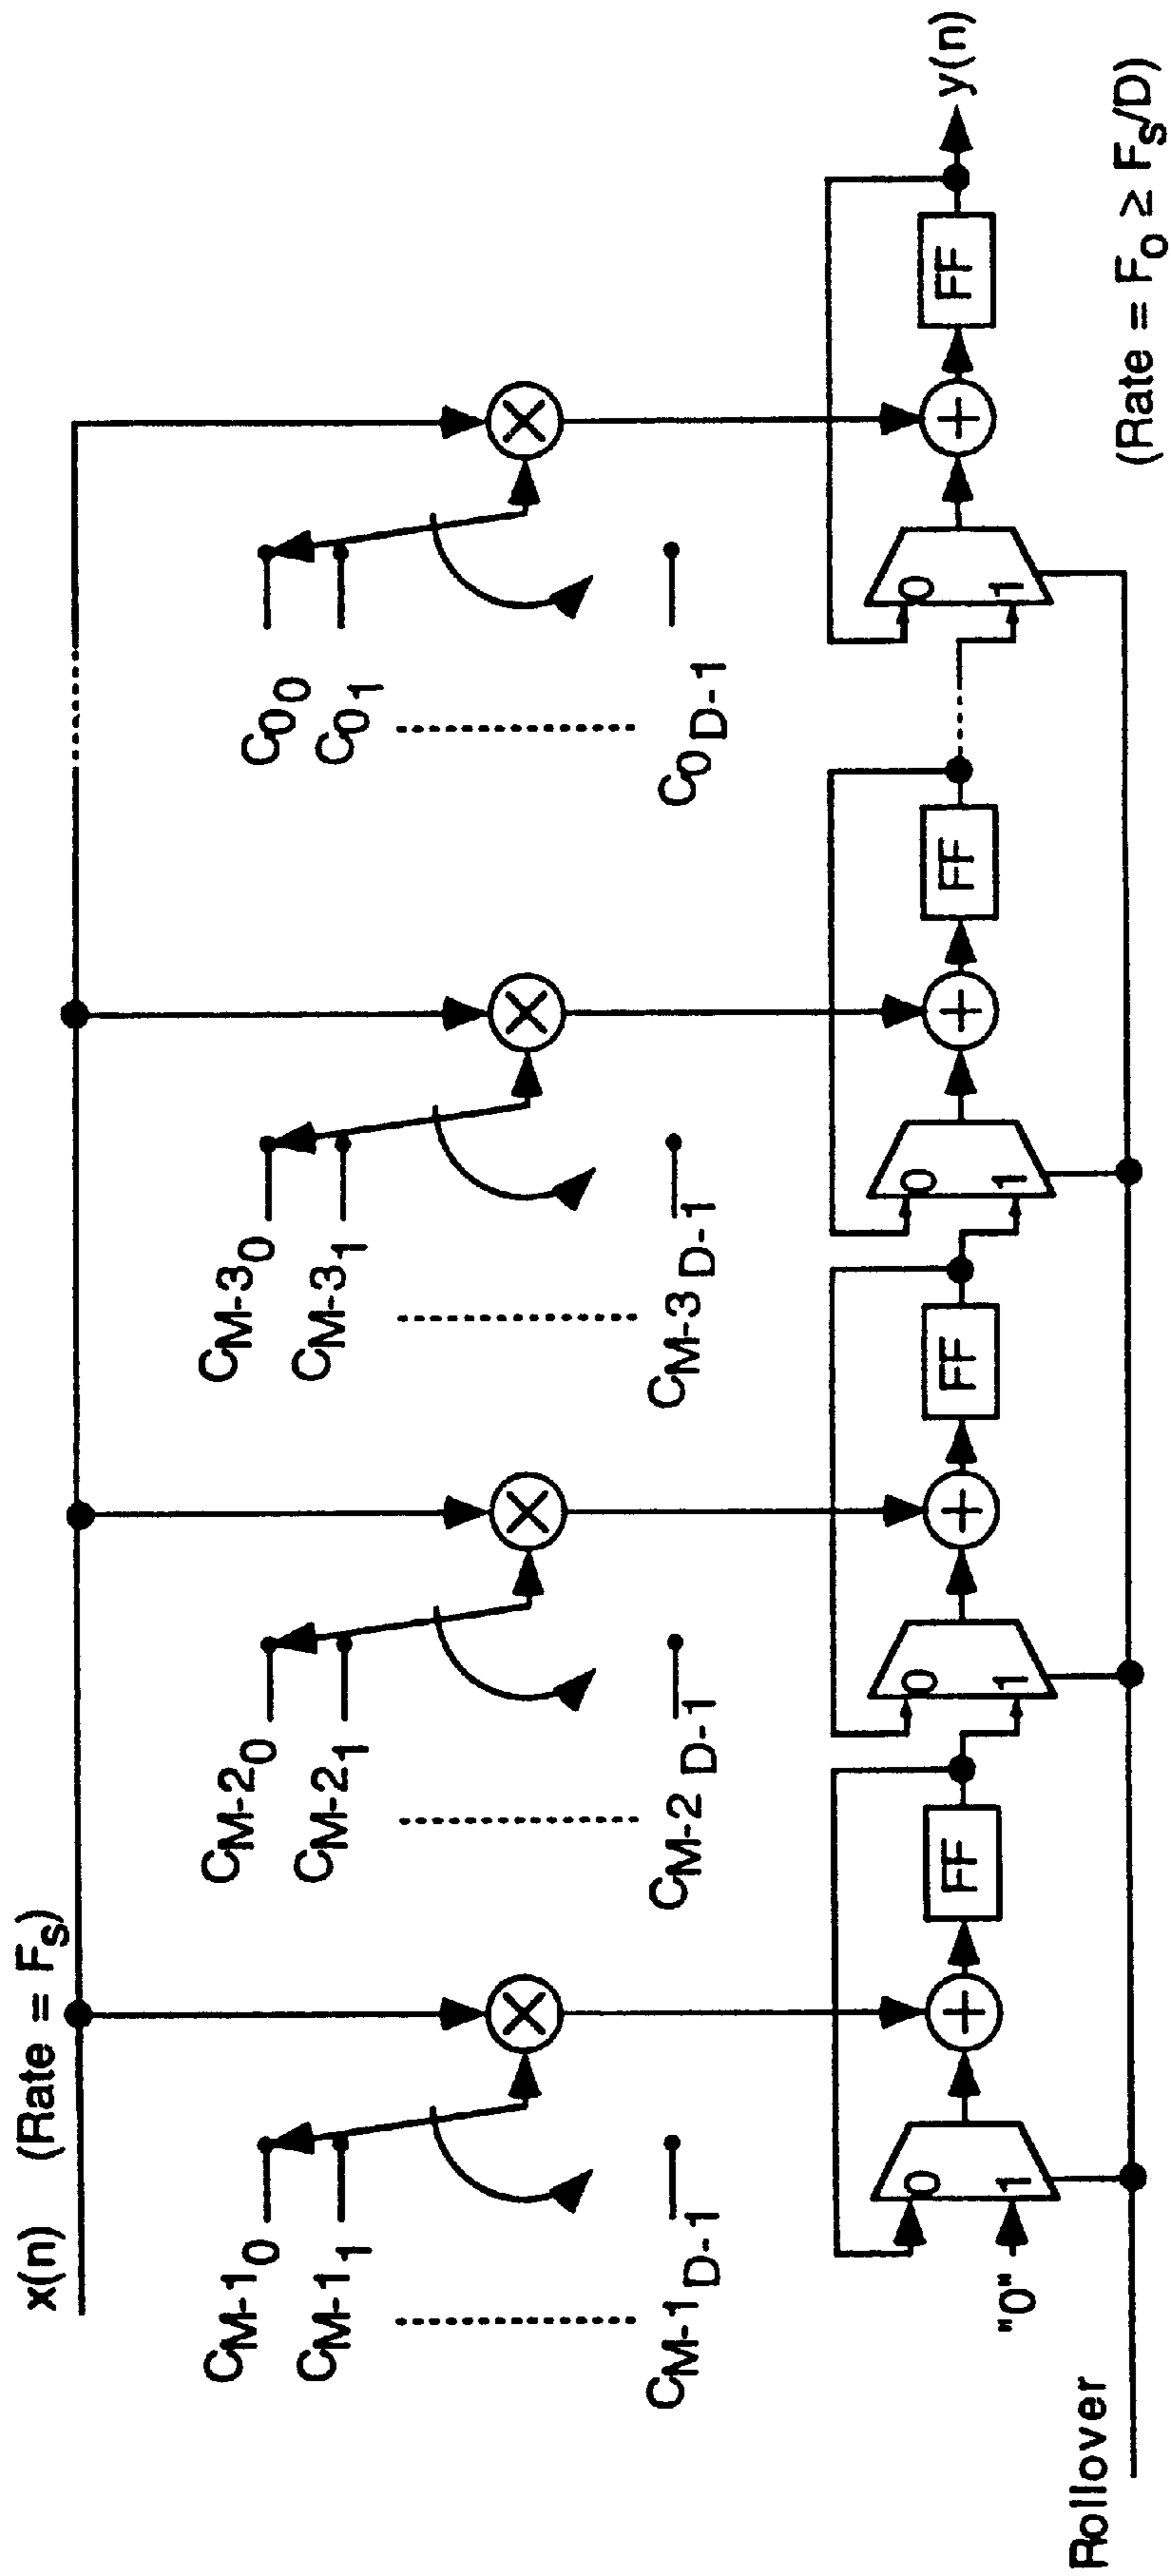 x(n) (Rate = Fs)
CM-10 CM-20 CM-30 C00
CM-11 CM-21 CM-31 C01
CM-1D-1 CM-2D-1 CM-3D-1 C0D-1
0 FF 0 FF 0 FF 0 FF y(n)
"0" 1 1 1 1
Rollover (Rate = Fo ≥ Fs/D)